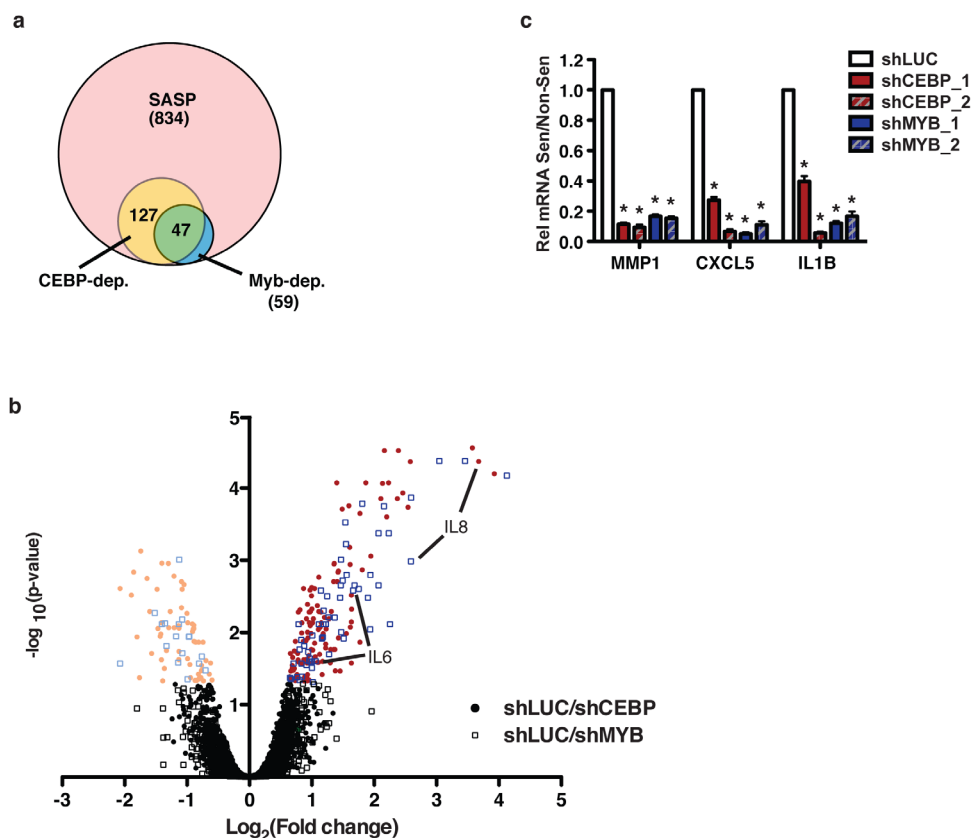 a
SASP
(834)
127
47
CEBP-dep.
Myb-dep.
(59)
c
Rel mRNA Sen/Non-Sen
1.2
1.0
0.8
0.6
0.4
0.2
0.0
* * * *
* * * *
* * * *
MMP1 CXCL5 IL1B
shLUC
shCEBP_1
shCEBP_2
shMYB_1
shMYB_2
b
-log 10(p-value)
5
4
3
2
1
IL8
IL6
shLUC/shCEBP
shLUC/shMYB
-3 -2 -1 0 1 2 3 4 5
Log2(Fold change)